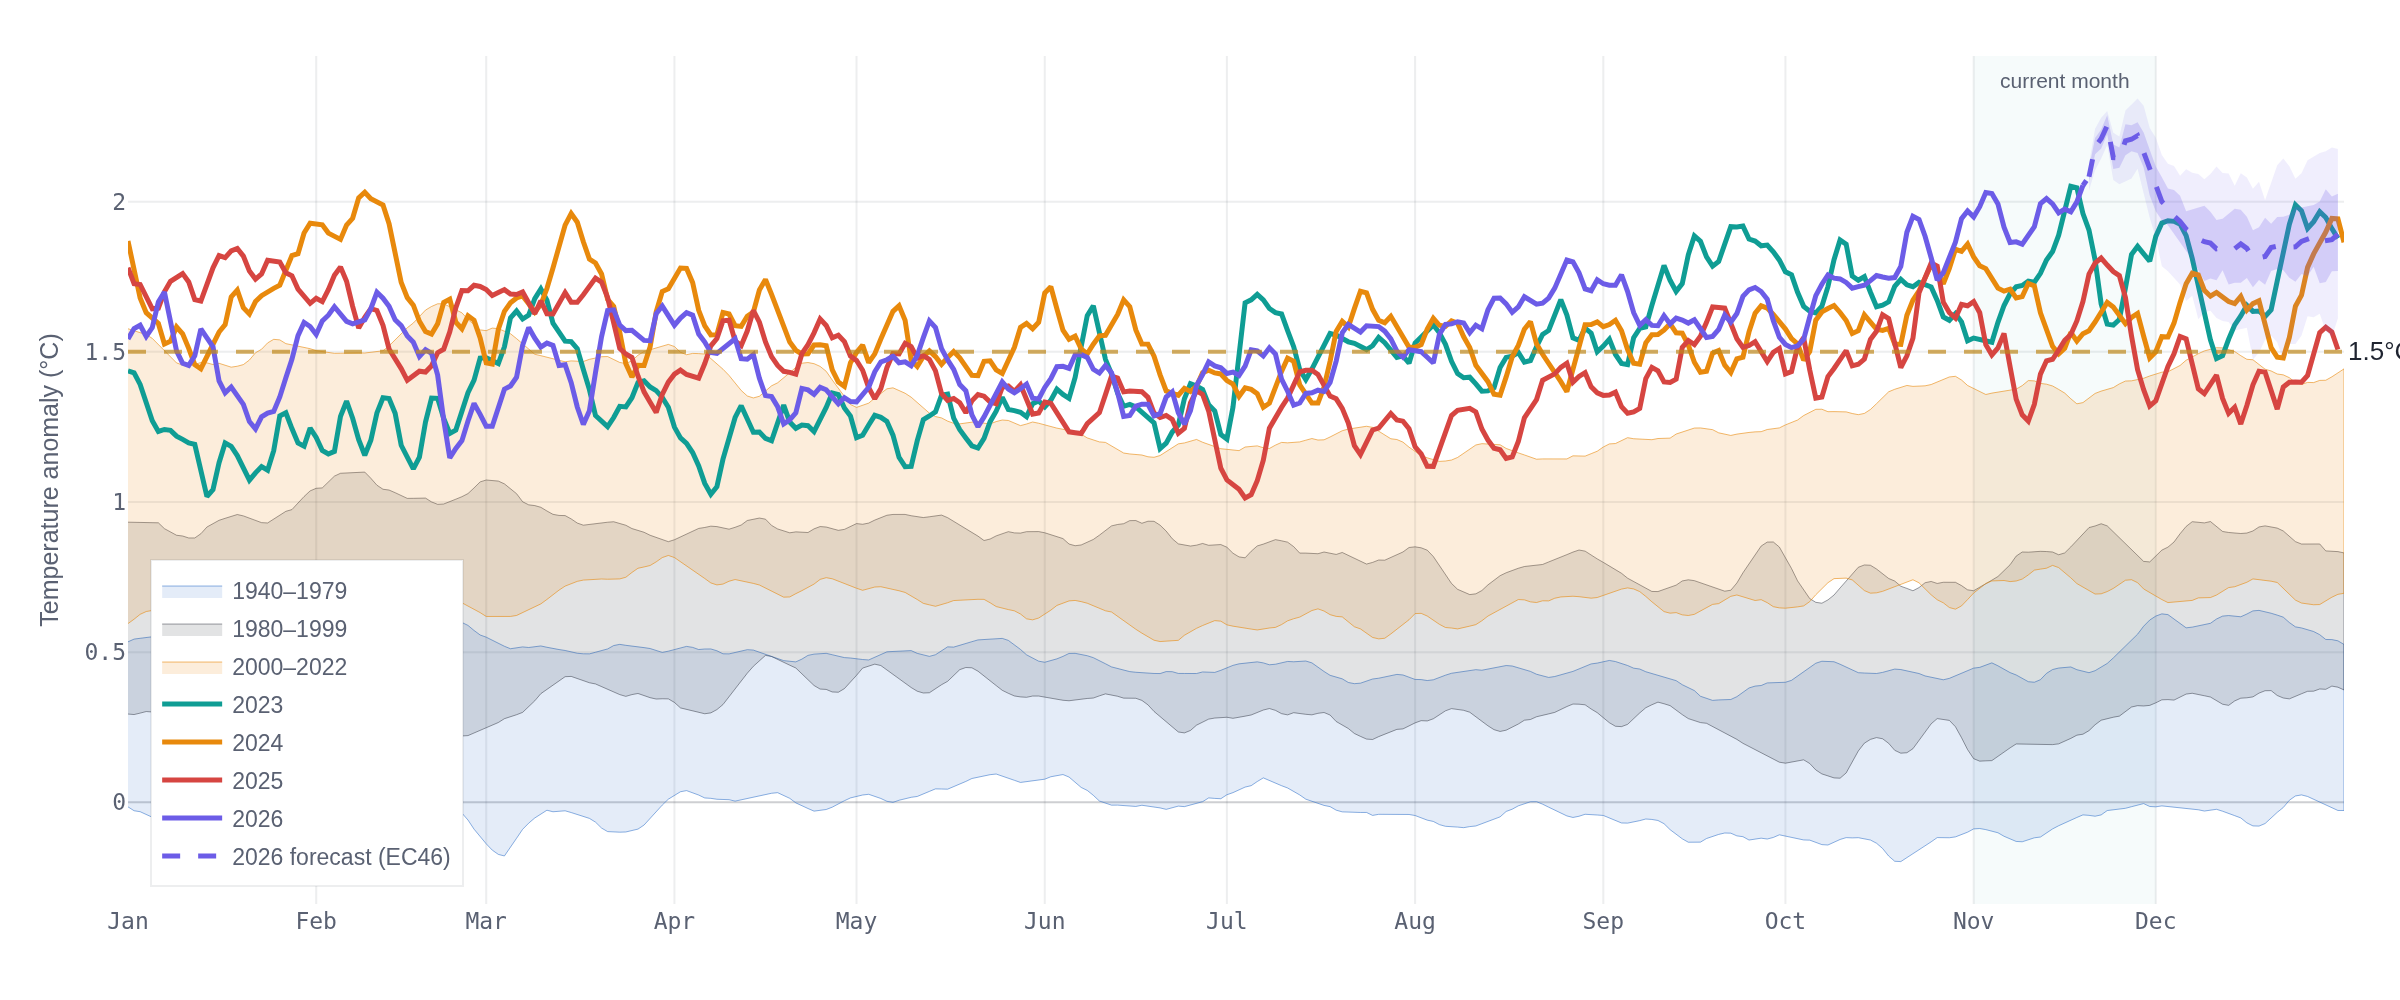 current month
Temperature anomaly (°C)
2
1.5
1
0.5
0
1.5°C
1940–1979
1980–1999
2000–2022
2023
2024
2025
2026
2026 forecast (EC46)
Jan Feb Mar Apr May Jun Jul Aug Sep Oct Nov Dec